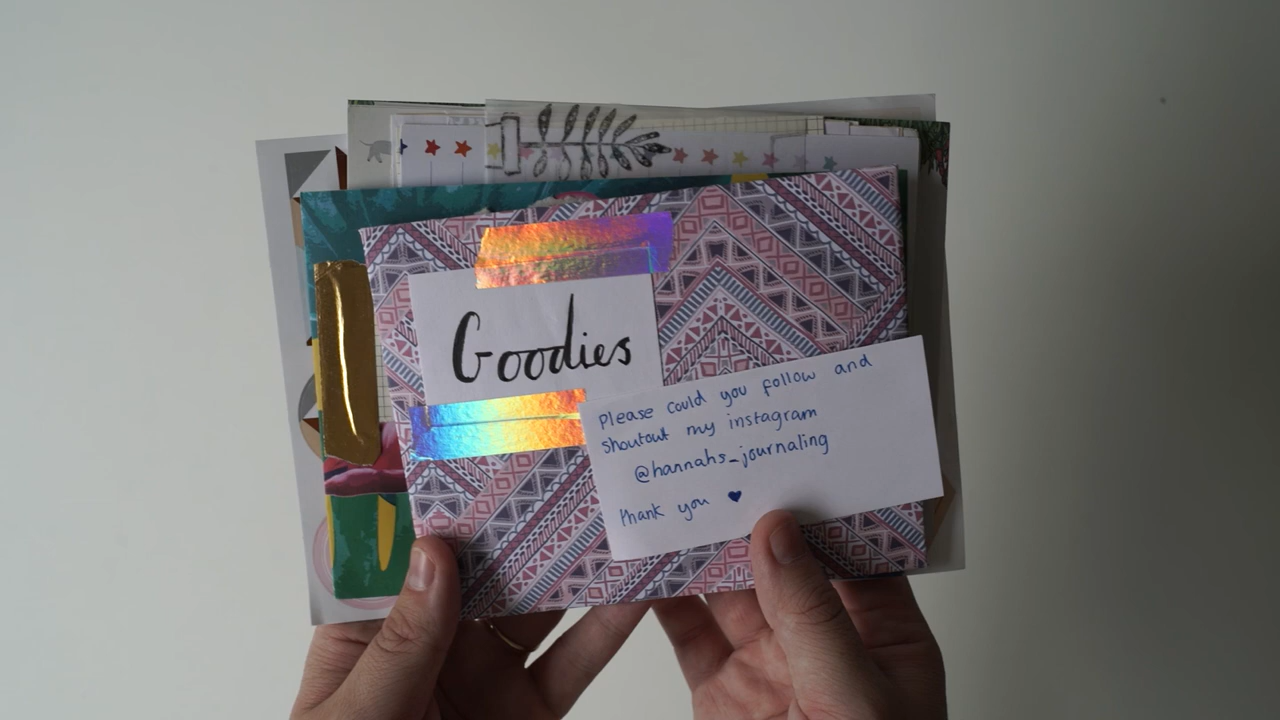 Goodies
Please could you follow and
shoutout my instagram
@hannahs_journaling
Thank you ♥